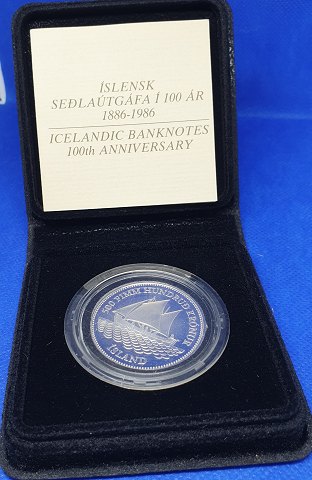 ÍSLENSK
SEÐLAÚTGÁFA Í 100 ÁR
1886-1986
ICELANDIC BANKNOTES
100th ANNIVERSARY
500 FIMM HUNDRUÐ KRÓNUR
ÍSLAND